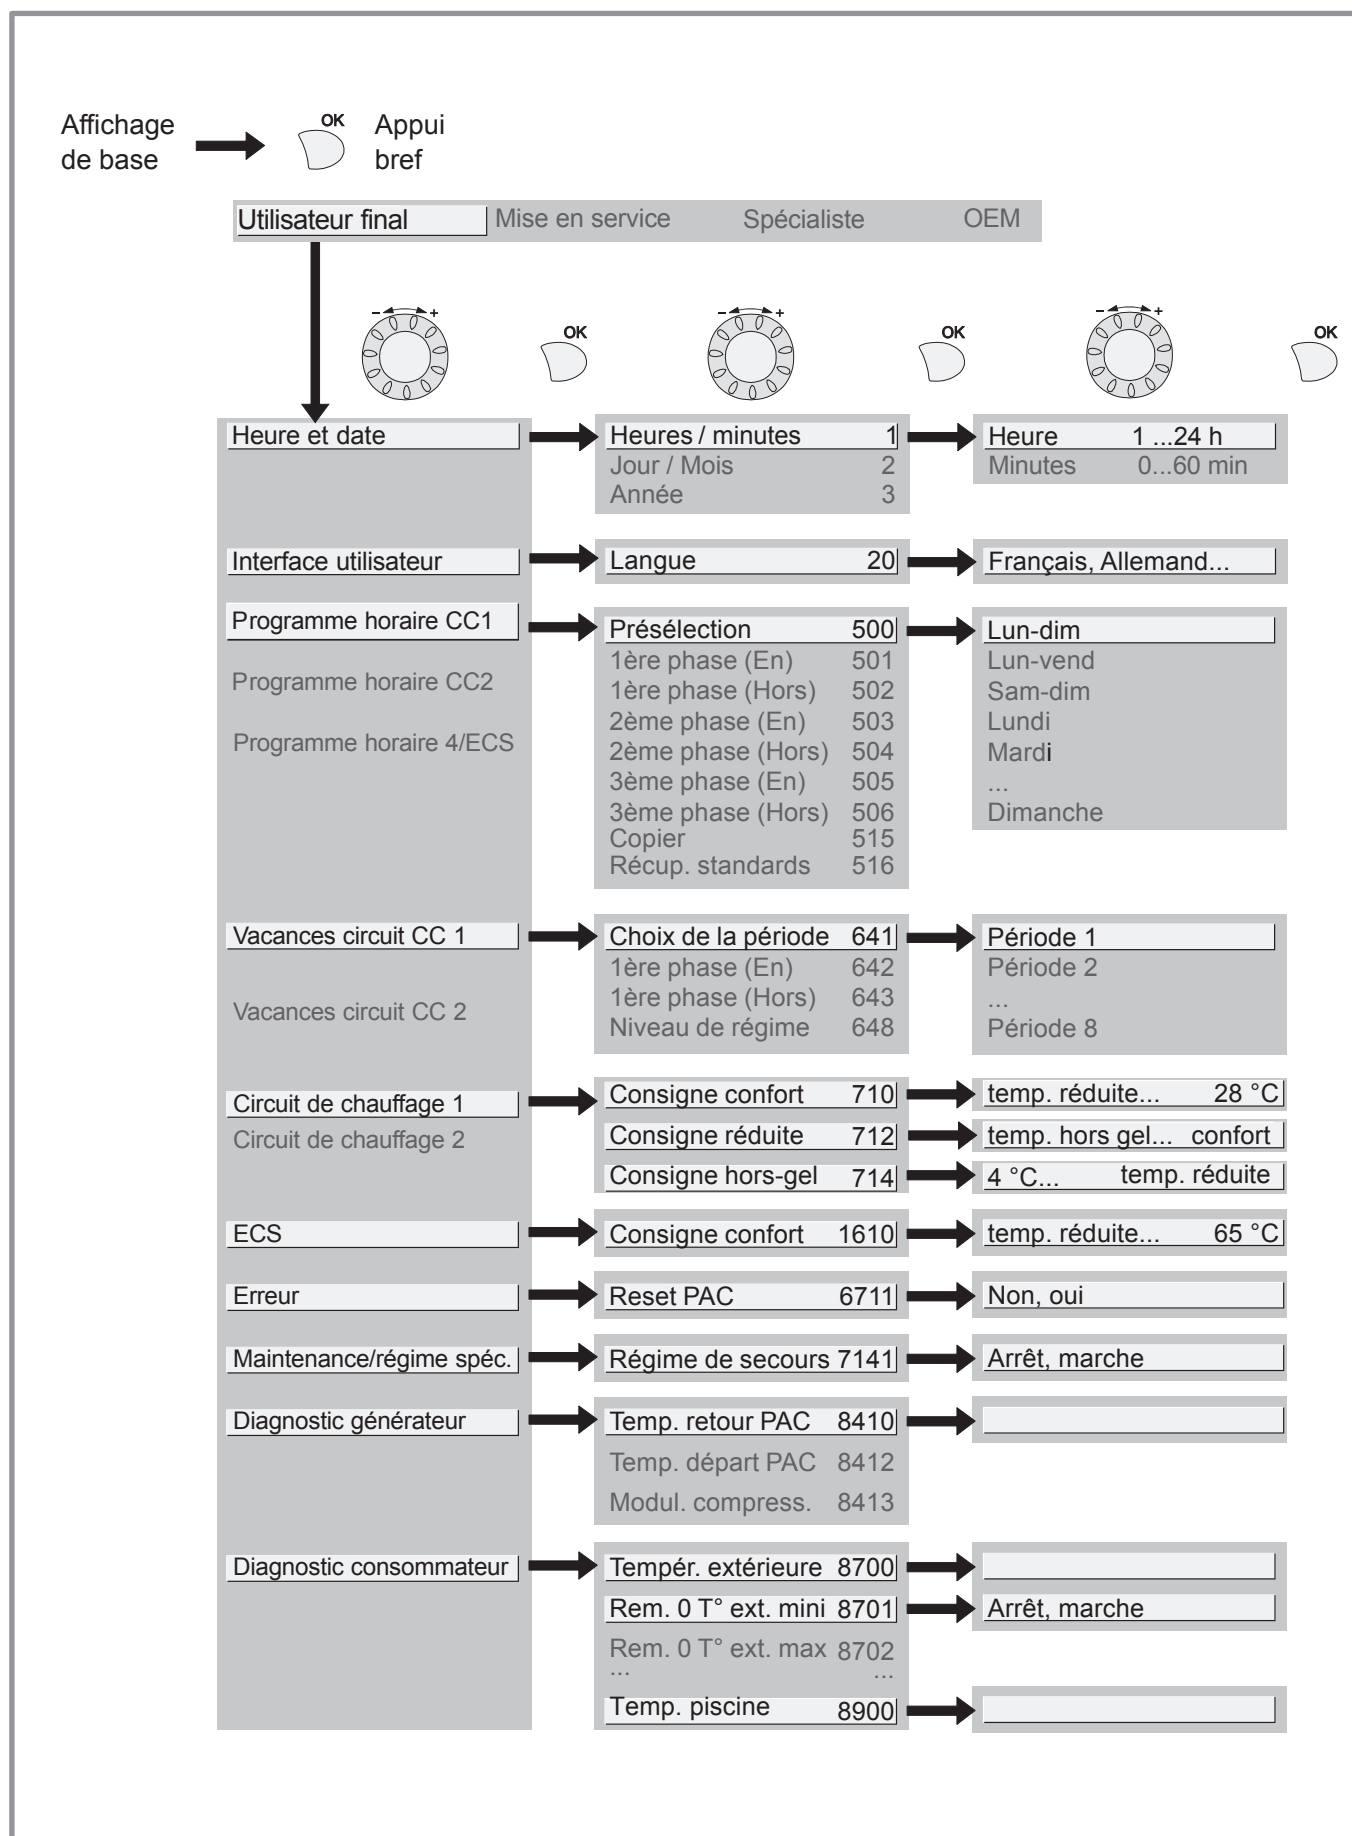 Affichage
de base
OK
Appui
bref
Utilisateur final Mise en service Spécialiste OEM
- + OK - + OK - + OK
Heure et date Heures / minutes 1 Heure 1 ...24 h
Jour / Mois 2 Minutes 0...60 min
Année 3
Interface utilisateur Langue 20 Français, Allemand...
Programme horaire CC1 Présélection 500 Lun-dim
1ère phase (En) 501 Lun-vend
Programme horaire CC2 1ère phase (Hors) 502 Sam-dim
2ème phase (En) 503 Lundi
Programme horaire 4/ECS 2ème phase (Hors) 504 Mardi
3ème phase (En) 505 ...
3ème phase (Hors) 506 Dimanche
Copier 515
Récup. standards 516
Vacances circuit CC 1 Choix de la période 641 Période 1
1ère phase (En) 642 Période 2
Vacances circuit CC 2 1ère phase (Hors) 643 ...
Niveau de régime 648 Période 8
Circuit de chauffage 1 Consigne confort 710 temp. réduite... 28 °C
Circuit de chauffage 2 Consigne réduite 712 temp. hors gel... confort
Consigne hors-gel 714 4 °C... temp. réduite
ECS Consigne confort 1610 temp. réduite... 65 °C
Erreur Reset PAC 6711 Non, oui
Maintenance/régime spéc. Régime de secours 7141 Arrêt, marche
Diagnostic générateur Temp. retour PAC 8410
Temp. départ PAC 8412
Modul. compress. 8413
Diagnostic consommateur Tempér. extérieure 8700
Rem. 0 T° ext. mini 8701 Arrêt, marche
Rem. 0 T° ext. max 8702
... ...
Temp. piscine 8900